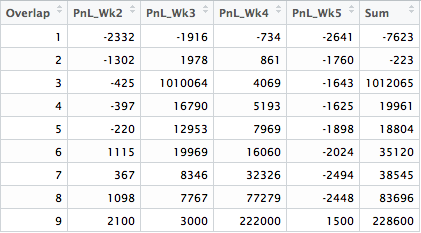 Overlap PnL_Wk2 PnL_Wk3 PnL_Wk4 PnL_Wk5 Sum
1 -2332 -1916 -734 -2641 -7623
2 -1302 1978 861 -1760 -223
3 -425 1010064 4069 -1643 1012065
4 -397 16790 5193 -1625 19961
5 -220 12953 7969 -1898 18804
6 1115 19969 16060 -2024 35120
7 367 8346 32326 -2494 38545
8 1098 7767 77279 -2448 83696
9 2100 3000 222000 1500 228600